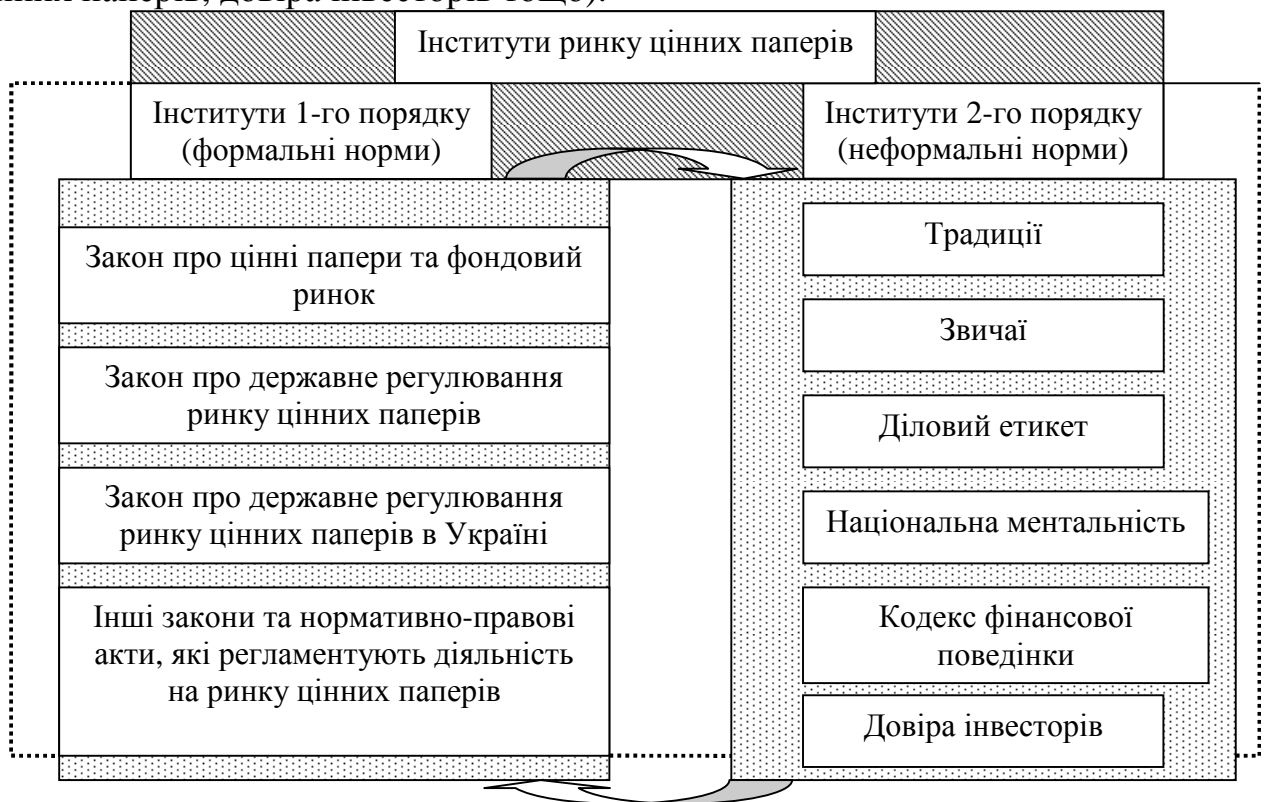 довіра інвесторів тощо).
Інститути ринку цінних паперів
Інститути 1-го порядку
(формальні норми)
Інститути 2-го порядку
(неформальні норми)
Закон про цінні папери та фондовий
ринок
Закон про державне регулювання
ринку цінних паперів
Закон про державне регулювання
ринку цінних паперів в Україні
Інші закони та нормативно-правові
акти, які регламентують діяльність
на ринку цінних паперів
Традиції
Звичаї
Діловий етикет
Національна ментальність
Кодекс фінансової
поведінки
Довіра інвесторів